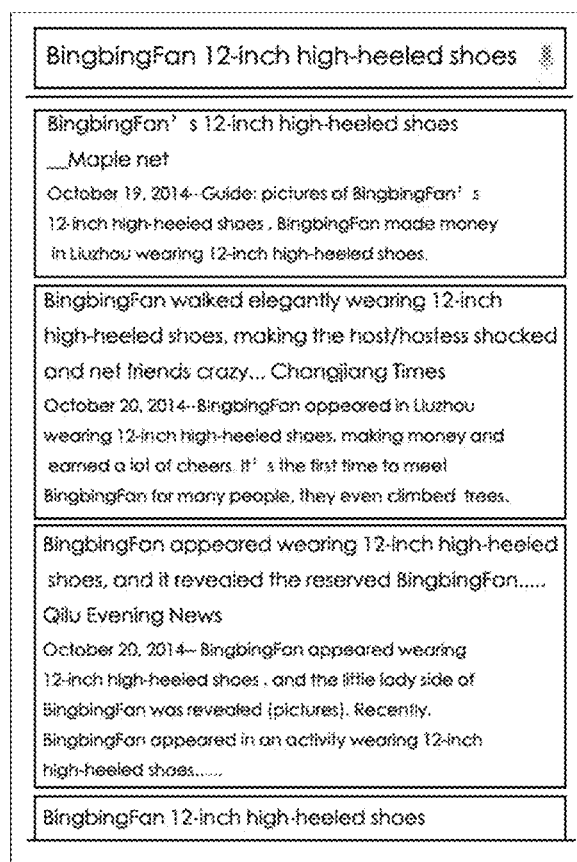 BingbingFan 12-inch high-heeled shoes
BingbingFan's 12-inch high-heeled shoes
__Maple net
October 19, 2014--Guide: pictures of BingbingFan's
12-inch high-heeled shoes , BingbingFan made money
in Liuzhou wearing 12-inch high-heeled shoes.
BingbingFan walked elegantly wearing 12-inch
high-heeled shoes, making the host/hostess shocked
and net friends crazy... Changjiang Times
October 20, 2014--BingbingFan appeared in Liuzhou
wearing 12-inch high-heeled shoes, making money and
earned a lot of cheers. It's the first time to meet
BingbingFan for many people, they even climbed trees.
BingbingFan appeared wearing 12-inch high-heeled
shoes, and it revealed the reserved BingbingFan.....
Qilu Evening News
October 20, 2014-- BingbingFan appeared wearing
12-inch high-heeled shoes , and the little lady side of
BingbingFan was revealed (pictures). Recently,
BingbingFan appeared in an activity wearing 12-inch
high-heeled shoes......
BingbingFan 12-inch high-heeled shoes